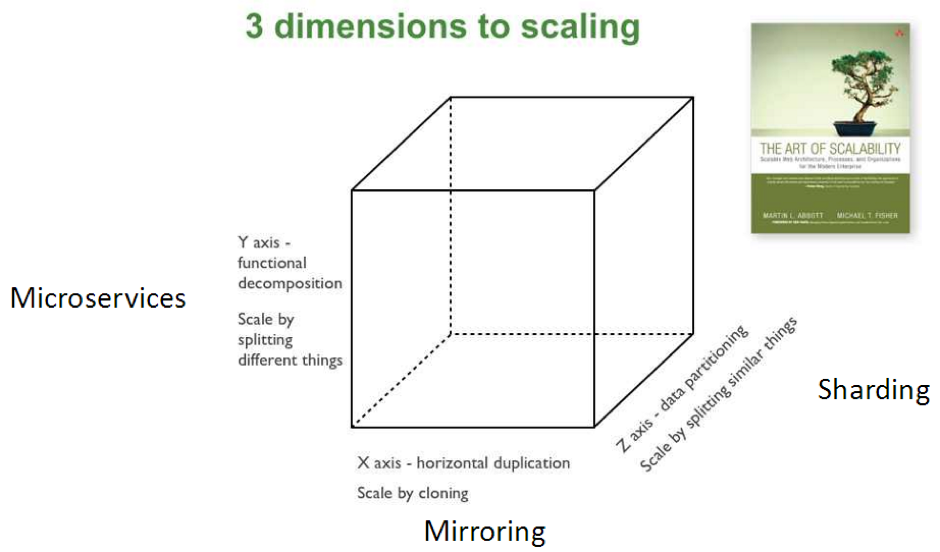 3 dimensions to scaling
THE ART OF SCALABILITY
Scalable Web Architecture, Processes, and Organizations
for the Modern Enterprise
MARTIN L. ABBOTT MICHAEL T. FISHER
Y axis -
functional
decomposition
Scale by
splitting
different things
Microservices
Z axis - data partitioning
Scale by splitting similar things
Sharding
X axis - horizontal duplication
Scale by cloning
Mirroring